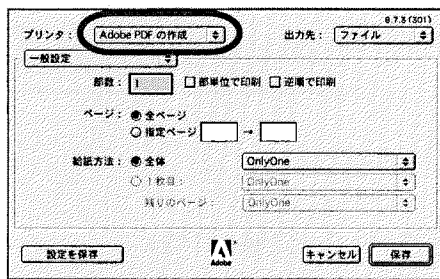 8.7.3 (301)
プリンタ： Adobe PDF の作成 出力先： ファイル
一般設定
部数： 1 部単位で印刷 逆順で印刷
ページ： 全ページ
指定ページ →
給紙方法： 全体 OnlyOne
1 枚目： OnlyOne
残りのページ： OnlyOne
設定を保存 Adobe キャンセル 保存